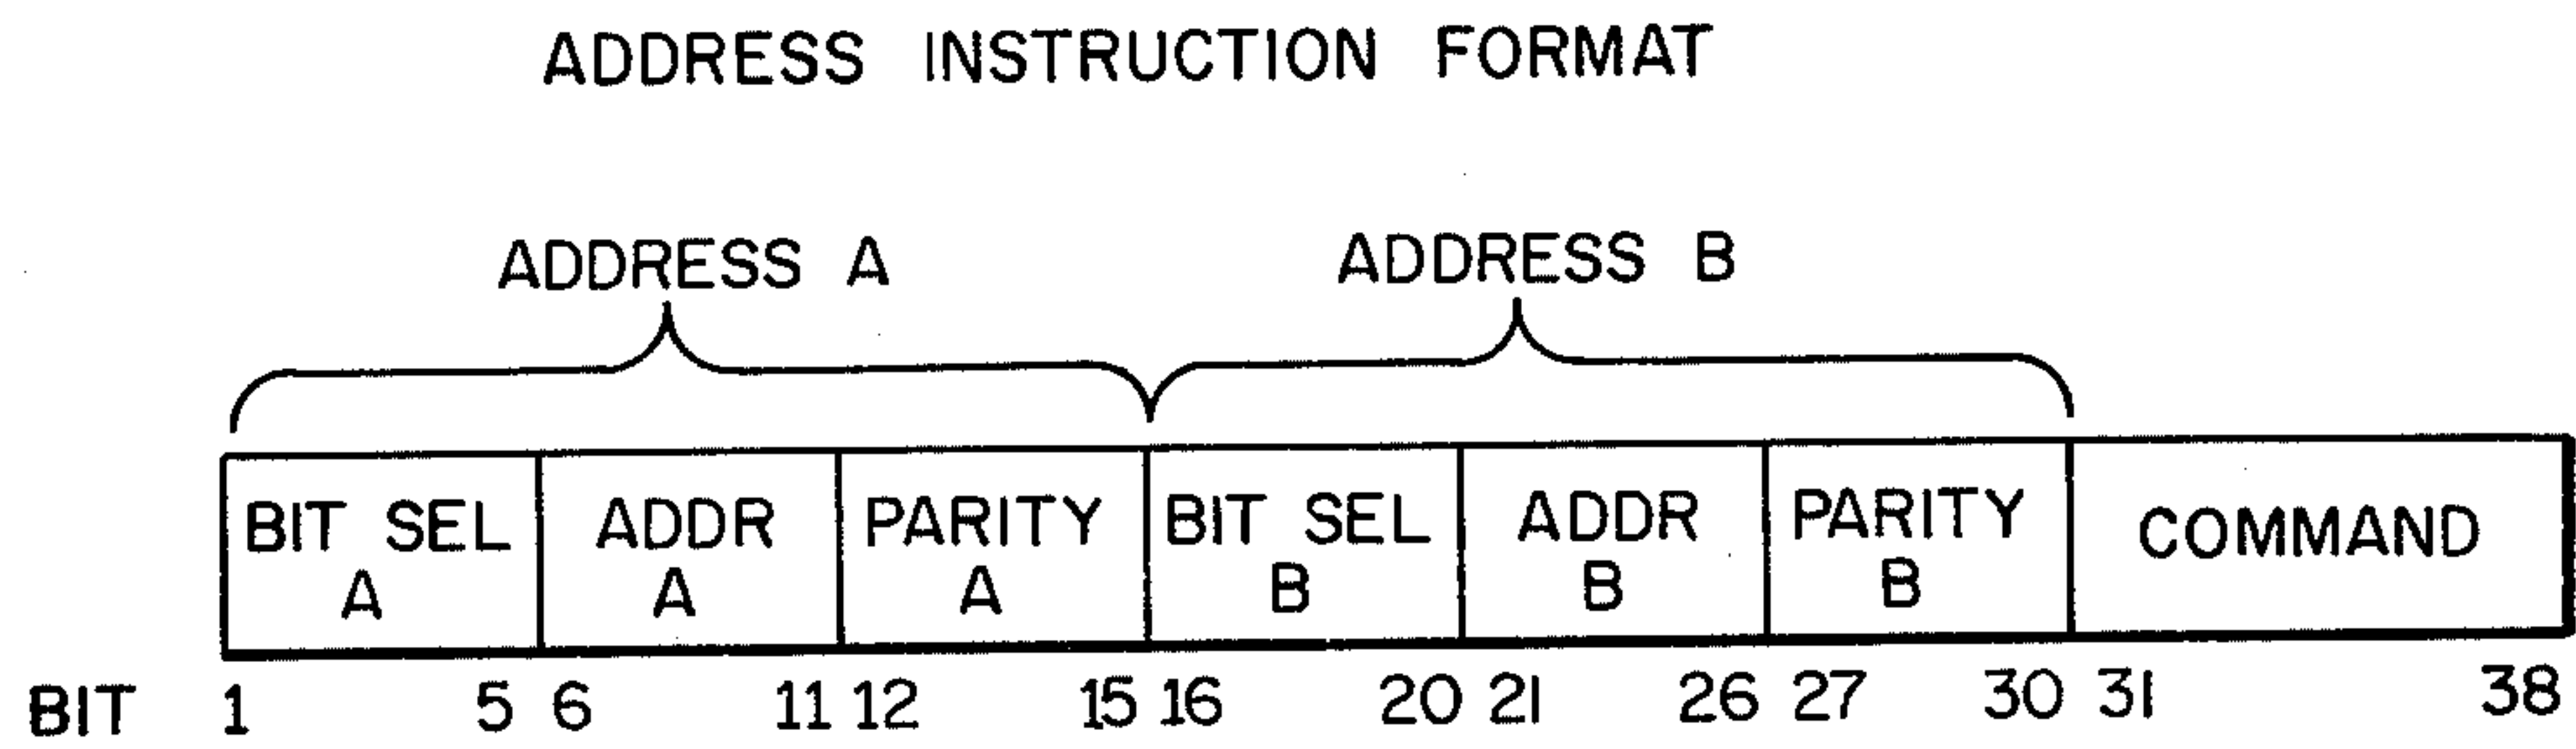 ADDRESS INSTRUCTION FORMAT
ADDRESS A ADDRESS B
BIT SEL A ADDR A PARITY A BIT SEL B ADDR B PARITY B COMMAND
BIT 1 5 6 11 12 15 16 20 21 26 27 30 31 38